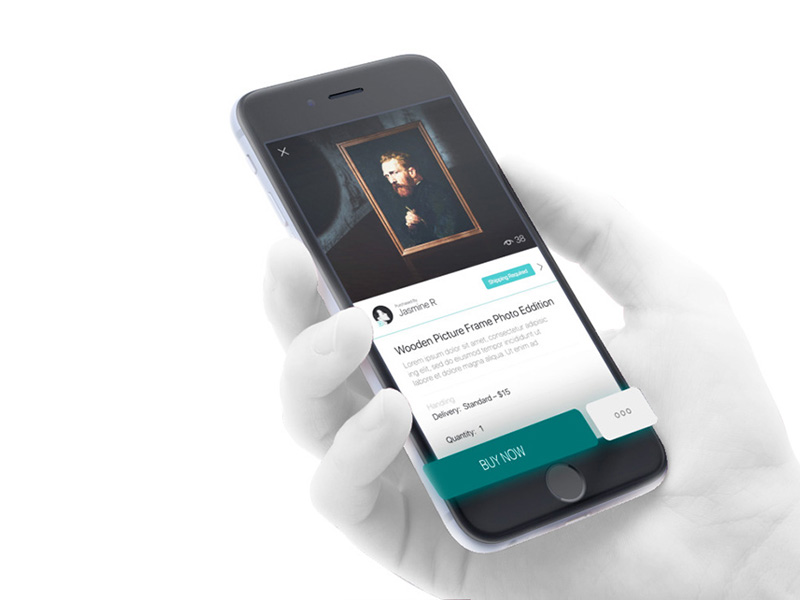 38
Shipping Required
Purchased By
Jasmine R
Wooden Picture Frame Photo Eddition
Lorem ipsum dolor sit amet, consectetur adipisic
ing elit, sed do eiusmod tempor incididunt ut
labore et dolore magna aliqua. Ut enim ad
Handling
Delivery: Standard - $15
Quantity: 1
BUY NOW